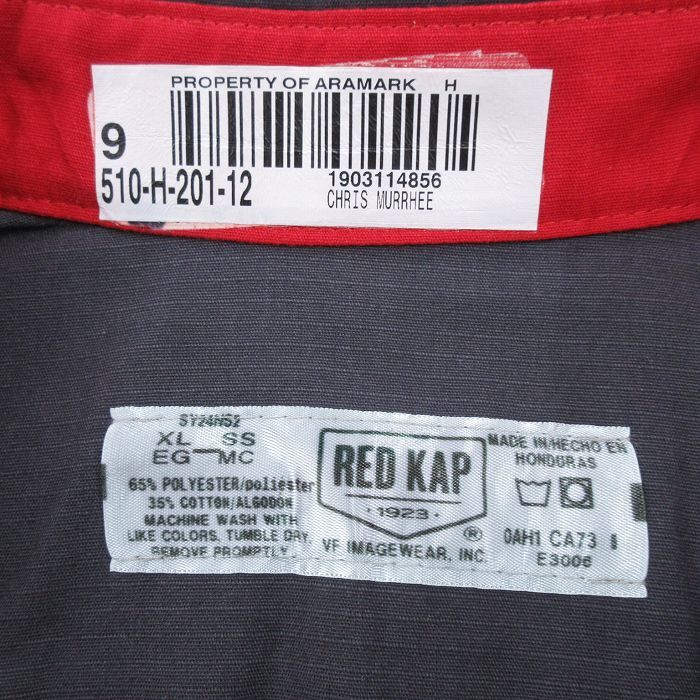 PROPERTY OF ARAMARK H
9
510-H-201-12
1903114856
CHRIS MURRHEE
SY24NS2
XL SS
EG MC
65% POLYESTER/poliester
35% COTTON/ALGODON
MACHINE WASH WITH
LIKE COLORS, TUMBLE DRY,
REMOVE PROMPTLY.
RED KAP
·1923·
®
VF IMAGEWEAR, INC.
MADE IN/HECHO EN
HONDURAS
OAH1 CA73
E3006